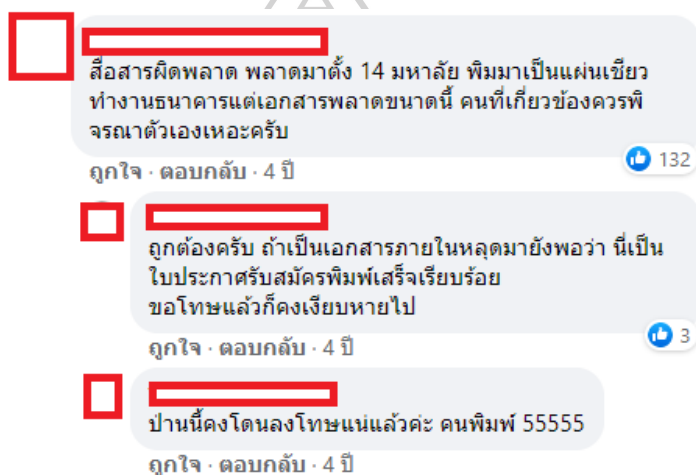 สื่อสารผิดพลาด พลาดมาตั้ง 14 มหาลัย พิมมาเป็นแผ่นเชียว
ทำงานธนาคารแต่เอกสารพลาดขนาดนี้ คนที่เกี่ยวข้องควรพิ
จรณาตัวเองเหอะครับ
132
ถูกใจ · ตอบกลับ · 4 ปี
ถูกต้องครับ ถ้าเป็นเอกสารภายในหลุดมายังพอว่า นี่เป็น
ใบประกาศรับสมัครพิมพ์เสร็จเรียบร้อย
ขอโทษแล้วก็คงเงียบหายไป
3
ถูกใจ · ตอบกลับ · 4 ปี
ป่านนี้คงโดนลงโทษแน่แล้วค่ะ คนพิมพ์ 55555
ถูกใจ · ตอบกลับ · 4 ปี